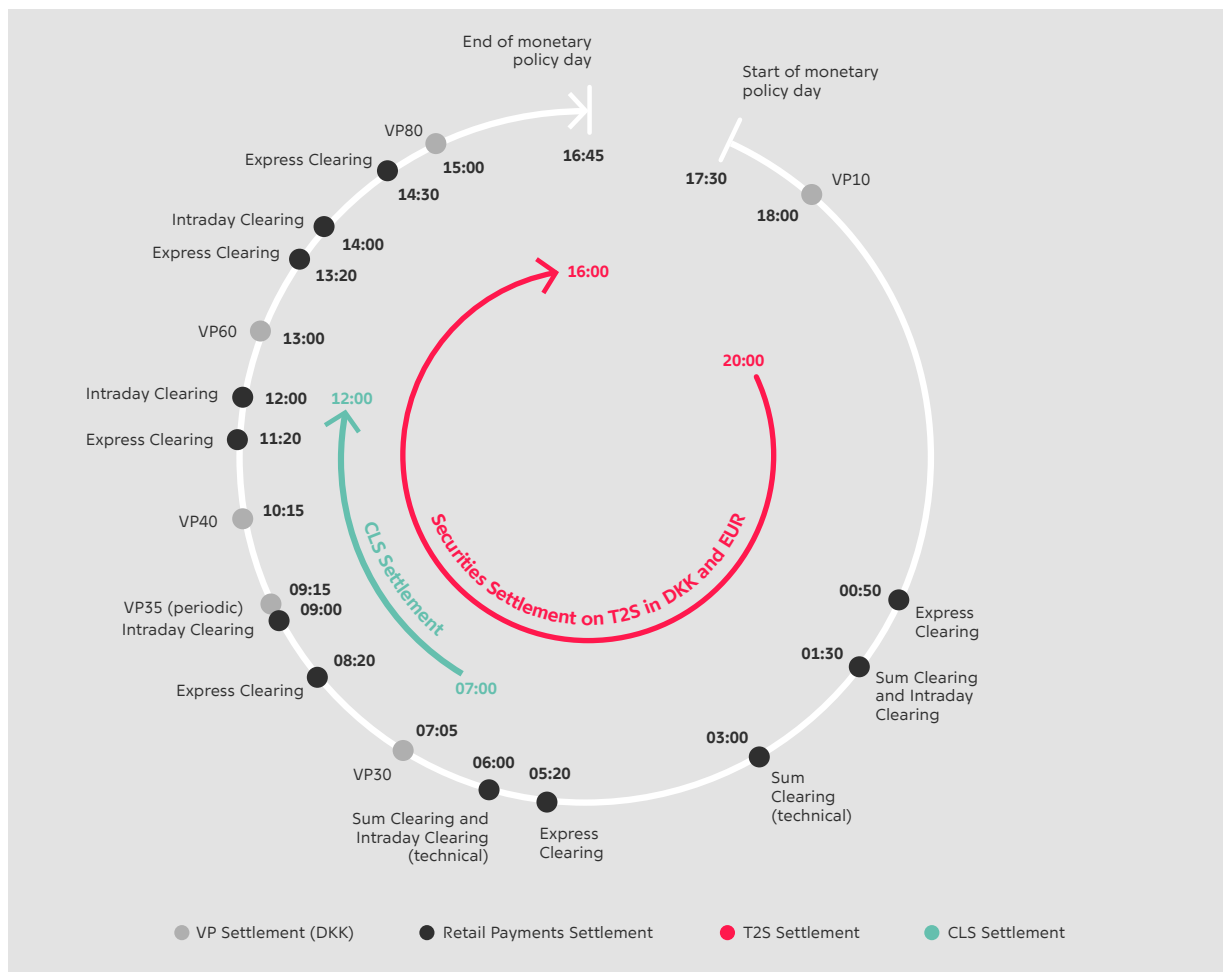 End of monetary
policy day
16:45
Start of monetary
policy day
17:30
VP10
18:00
00:50
Express
Clearing
01:30
Sum Clearing
and Intraday
Clearing
03:00
Sum
Clearing
(technical)
05:20
Express
Clearing
06:00
Sum Clearing and
Intraday Clearing
(technical)
07:05
VP30
08:20
Express Clearing
09:00
Intraday Clearing
09:15
VP35 (periodic)
10:15
VP40
11:20
Express Clearing
12:00
Intraday Clearing
13:00
VP60
13:20
Express Clearing
14:00
Intraday Clearing
14:30
Express Clearing
15:00
VP80
16:00
20:00
Securities Settlement on T2S in DKK and EUR
12:00
CLS Settlement
07:00
VP Settlement (DKK)
Retail Payments Settlement
T2S Settlement
CLS Settlement